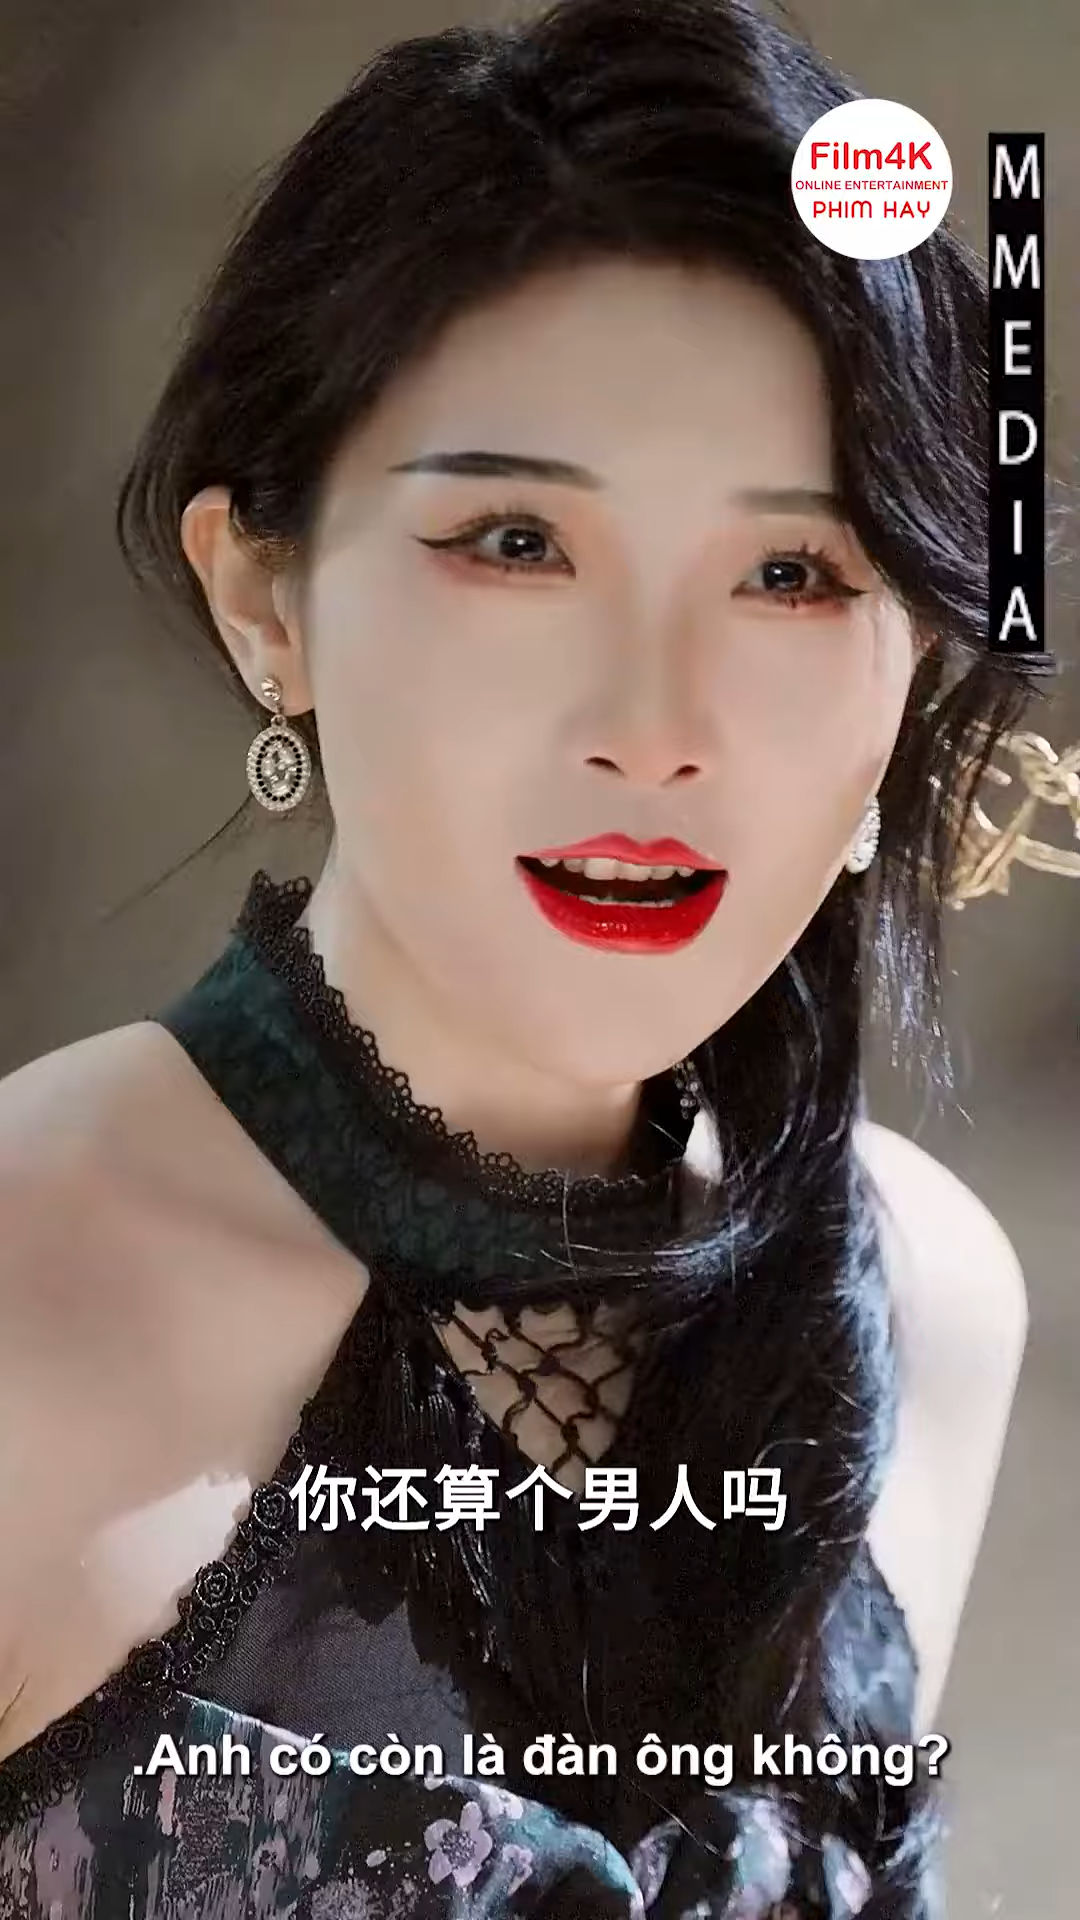 Film4K
ONLINE ENTERTAINMENT
PHIM HAY
MMEDIA
你还算个男人吗
.Anh có còn là đàn ông không?